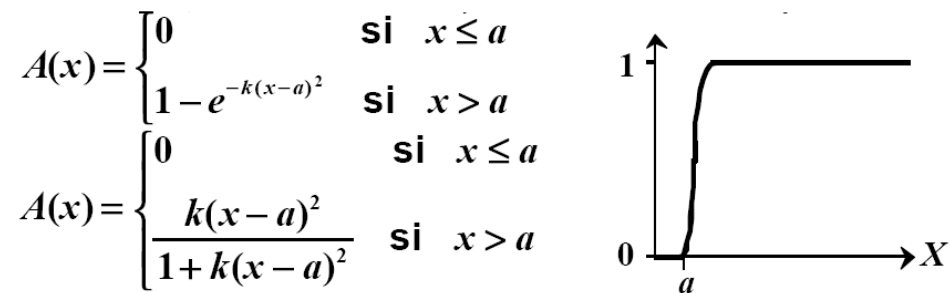 A(x) = { 0 si x ≤ a
1 − e^{−k(x−a)²} si x > a
A(x) = { 0 si x ≤ a
k(x − a)² / 1 + k(x − a)² si x > a
1
0
a
X